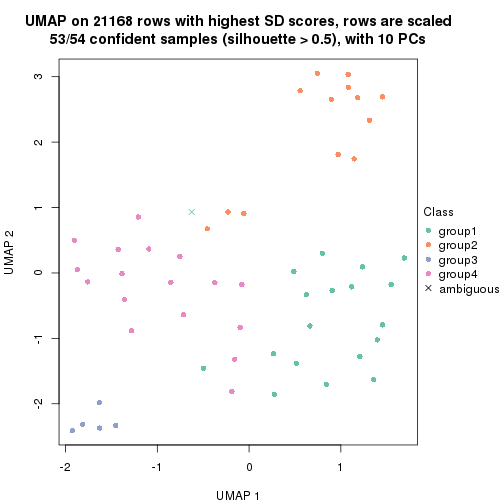 UMAP on 21168 rows with highest SD scores, rows are scaled
53/54 confident samples (silhouette > 0.5), with 10 PCs
3
2
1
0
-1
-2
UMAP 2
-2
-1
0
1
UMAP 1
Class
group1
group2
group3
group4
ambiguous